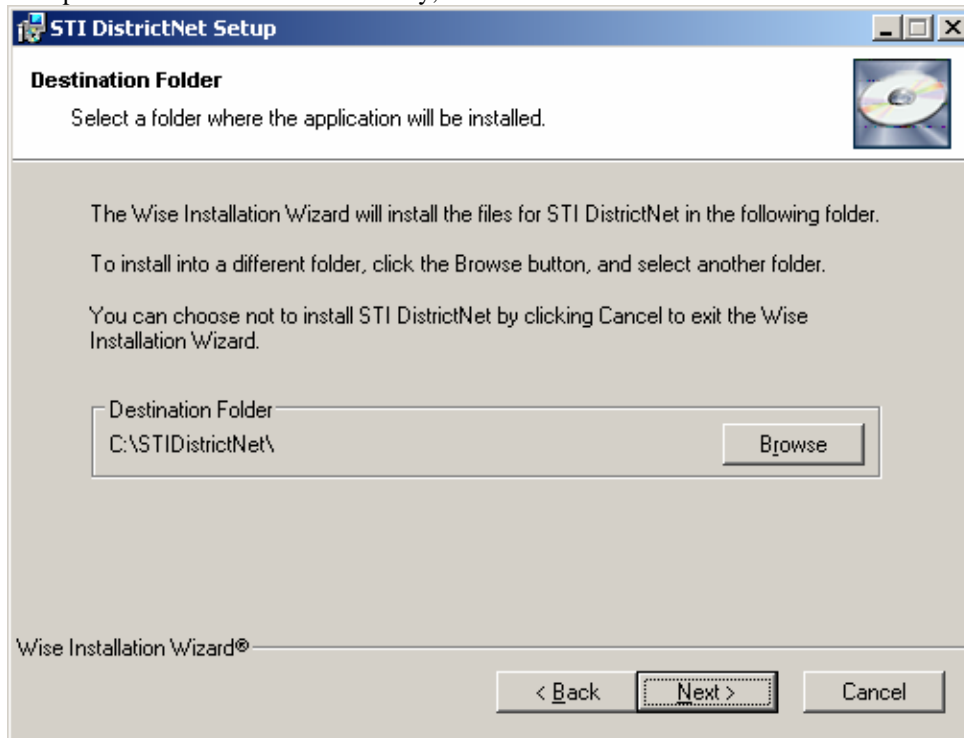 STI DistrictNet Setup
Destination Folder
Select a folder where the application will be installed.
The Wise Installation Wizard will install the files for STI DistrictNet in the following folder.
To install into a different folder, click the Browse button, and select another folder.
You can choose not to install STI DistrictNet by clicking Cancel to exit the Wise
Installation Wizard.
Destination Folder
C:\STIDistrictNet\
Browse
Wise Installation Wizard®
< Back
Next >
Cancel